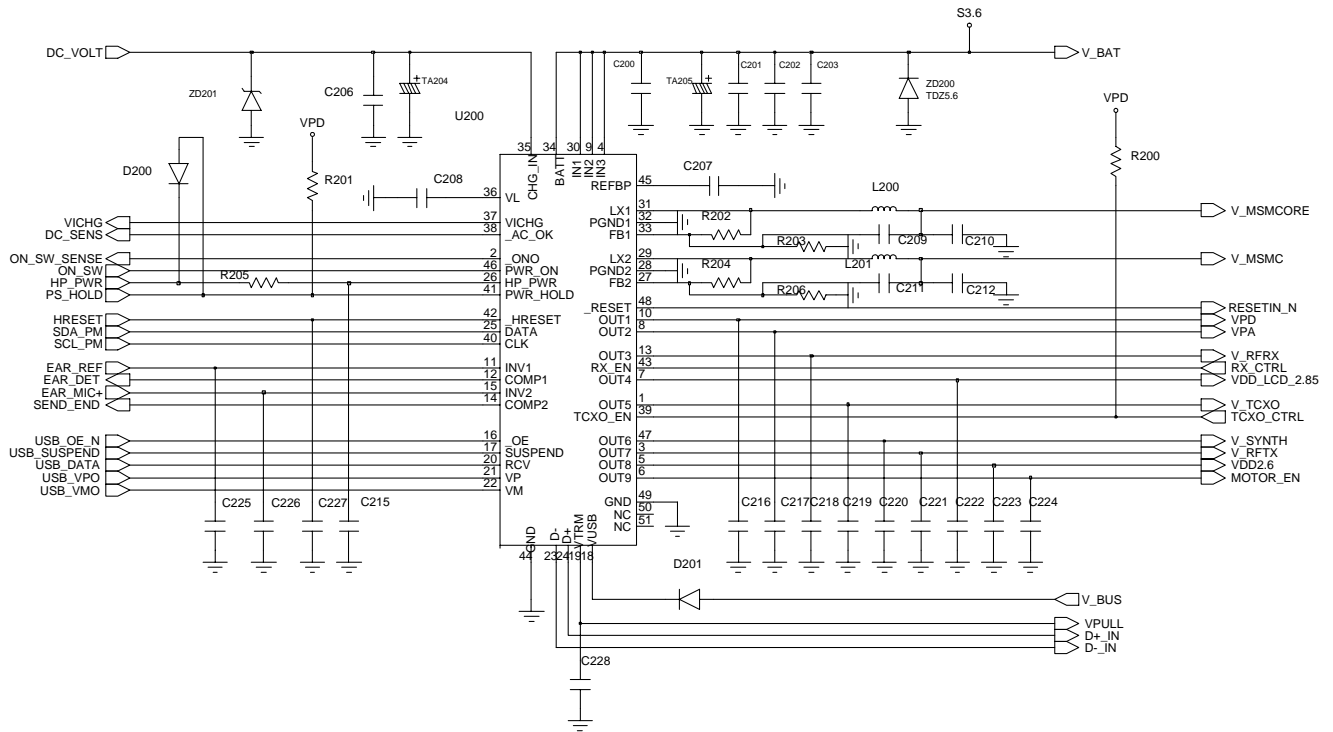 S3.6
DC_VOLT
V_BAT
C200
TA205
C201
C202
C203
ZD201
C206
TA204
ZD200
TDZ5.6
U200
VPD
VPD
35
34
30
9
4
CHG_IN
BATT
IN1
IN2
IN3
D200
R201
C208
36
VL
REFBP
45
C207
R200
L200
VICHG
37
VICHG
LX1
31
R202
V_MSMCORE
DC_SENS
38
_AC_OK
PGND1
32
FB1
33
R203
C209
C210
ON_SW_SENSE
2
_ONO
LX2
29
L201
V_MSMC
ON_SW
46
PWR_ON
PGND2
28
R204
HP_PWR
R205
26
HP_PWR
FB2
27
R206
C211
C212
PS_HOLD
41
PWR_HOLD
_RESET
48
RESETIN_N
HRESET
42
_HRESET
OUT1
10
VPD
SDA_PM
25
DATA
OUT2
8
VPA
SCL_PM
40
CLK
OUT3
13
V_RFRX
EAR_REF
11
INV1
RX_EN
43
RX_CTRL
EAR_DET
12
COMP1
OUT4
7
VDD_LCD_2.85
EAR_MIC+
15
INV2
SEND_END
14
COMP2
OUT5
1
V_TCXO
TCXO_EN
39
TCXO_CTRL
USB_OE_N
16
_OE
OUT6
47
V_SYNTH
USB_SUSPEND
17
SUSPEND
OUT7
3
V_RFTX
USB_DATA
20
RCV
OUT8
5
VDD2.6
USB_VPO
21
VP
OUT9
6
MOTOR_EN
USB_VMO
22
VM
C225
C226
C227
C215
GND
49
NC
50
NC
51
C216
C217
C218
C219
C220
C221
C222
C223
C224
GND
D-
D+
VTRM
VUSB
44
23
24
19
18
D201
V_BUS
VPULL
D+_IN
D-_IN
C228